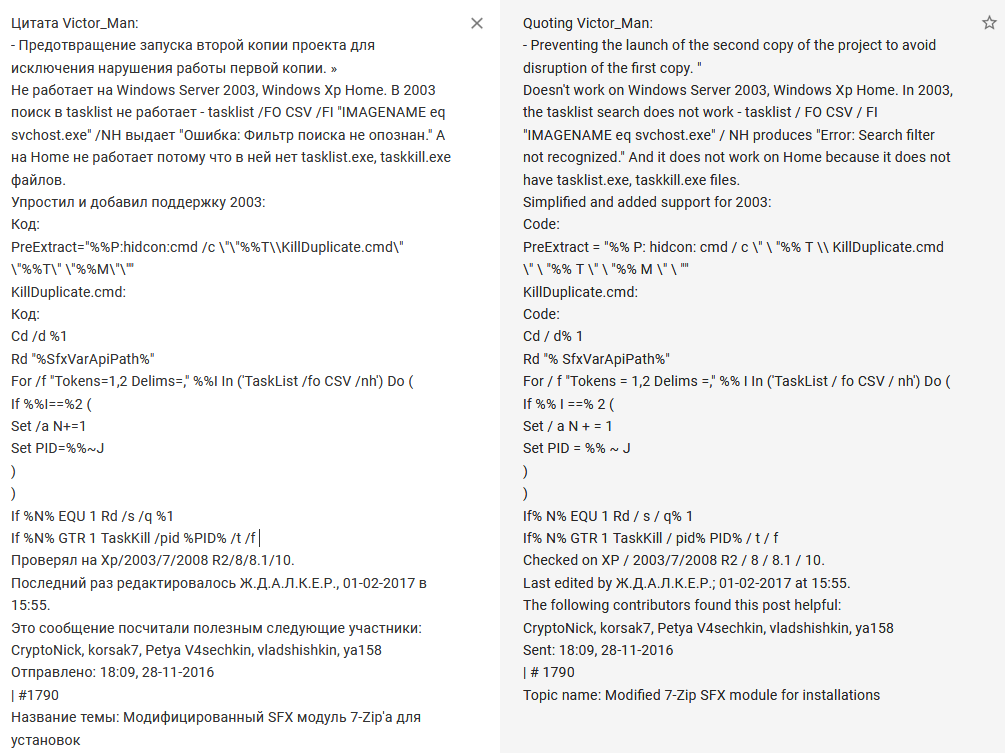 Цитата Victor_Man:
- Предотвращение запуска второй копии проекта для
исключения нарушения работы первой копии. »
Не работает на Windows Server 2003, Windows Xp Home. В 2003
поиск в tasklist не работает - tasklist /FO CSV /FI "IMAGENAME eq
svchost.exe" /NH выдает "Ошибка: Фильтр поиска не опознан." А
на Home не работает потому что в ней нет tasklist.exe, taskkill.exe
файлов.
Упростил и добавил поддержку 2003:
Код:
PreExtract="%%P:hidcon:cmd /c \"\"%%T\\KillDuplicate.cmd\"
\"%%T\" \"%%M\"\""
KillDuplicate.cmd:
Код:
Cd /d %1
Rd "%SfxVarApiPath%"
For /f "Tokens=1,2 Delims=," %%I In ('TaskList /fo CSV /nh') Do (
If %%I==%2 (
Set /a N+=1
Set PID=%%~J
)
)
If %N% EQU 1 Rd /s /q %1
If %N% GTR 1 TaskKill /pid %PID% /t /f
Проверял на Xp/2003/7/2008 R2/8/8.1/10.
Последний раз редактировалось Ж.Д.А.Л.К.Е.Р., 01-02-2017 в
15:55.
Это сообщение посчитали полезным следующие участники:
CryptoNick, korsak7, Petya V4sechkin, vladshishkin, ya158
Отправлено: 18:09, 28-11-2016
| #1790
Название темы: Модифицированный SFX модуль 7-Zip'а для
установок
Quoting Victor_Man:
- Preventing the launch of the second copy of the project to avoid
disruption of the first copy. "
Doesn't work on Windows Server 2003, Windows Xp Home. In 2003,
the tasklist search does not work - tasklist / FO CSV / FI
"IMAGENAME eq svchost.exe" / NH produces "Error: Search filter
not recognized." And it does not work on Home because it does not
have tasklist.exe, taskkill.exe files.
Simplified and added support for 2003:
Code:
PreExtract = "%% P: hidcon: cmd / c \" \ "%% T \\ KillDuplicate.cmd
\" \ "%% T \" \ "%% M \" \ ""
KillDuplicate.cmd:
Code:
Cd / d% 1
Rd "% SfxVarApiPath%"
For / f "Tokens = 1,2 Delims =," %% I In ('TaskList / fo CSV / nh') Do (
If %% I ==% 2 (
Set / a N + = 1
Set PID = %% ~ J
)
)
If% N% EQU 1 Rd / s / q% 1
If% N% GTR 1 TaskKill / pid% PID% / t / f
Checked on XP / 2003/7/2008 R2 / 8 / 8.1 / 10.
Last edited by Ж.Д.А.Л.К.Е.Р.; 01-02-2017 at 15:55.
The following contributors found this post helpful:
CryptoNick, korsak7, Petya V4sechkin, vladshishkin, ya158
Sent: 18:09, 28-11-2016
| # 1790
Topic name: Modified 7-Zip SFX module for installations